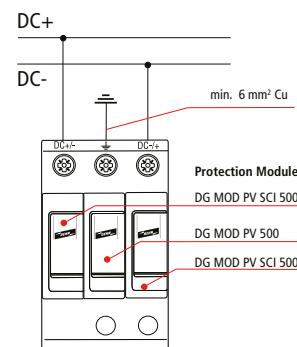 DC+
DC-
min. 6 mm² Cu
DC+/-
DC-/+
Protection Module
DG MOD PV SCI 500
DG MOD PV 500
DG MOD PV SCI 500